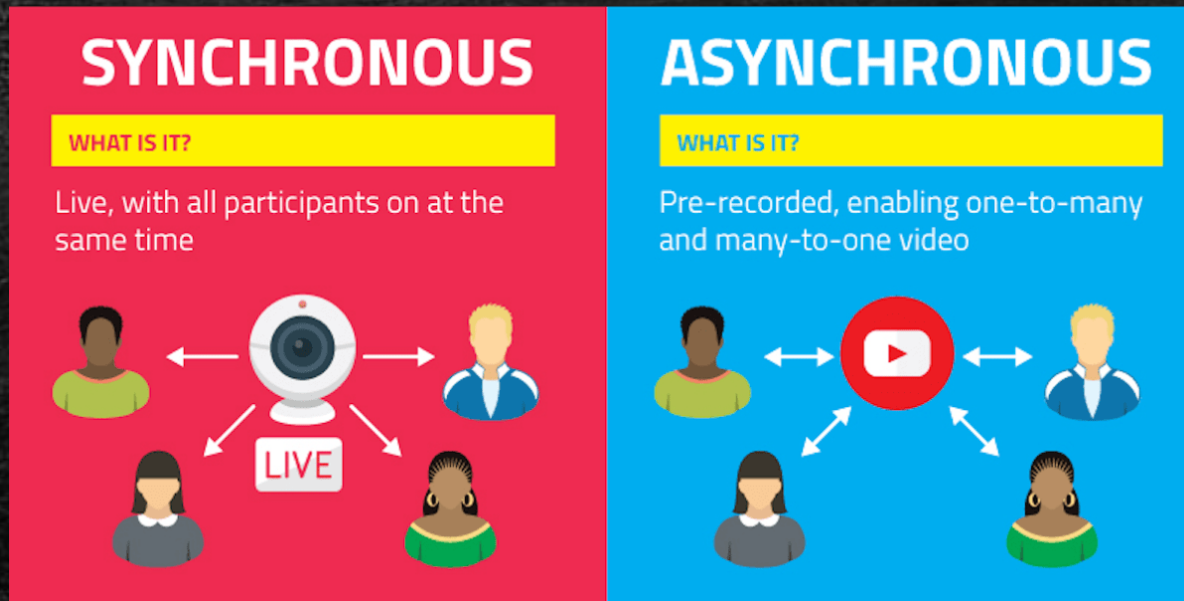 SYNCHRONOUS
WHAT IS IT?
Live, with all participants on at the
same time
LIVE
ASYNCHRONOUS
WHAT IS IT?
Pre-recorded, enabling one-to-many
and many-to-one video